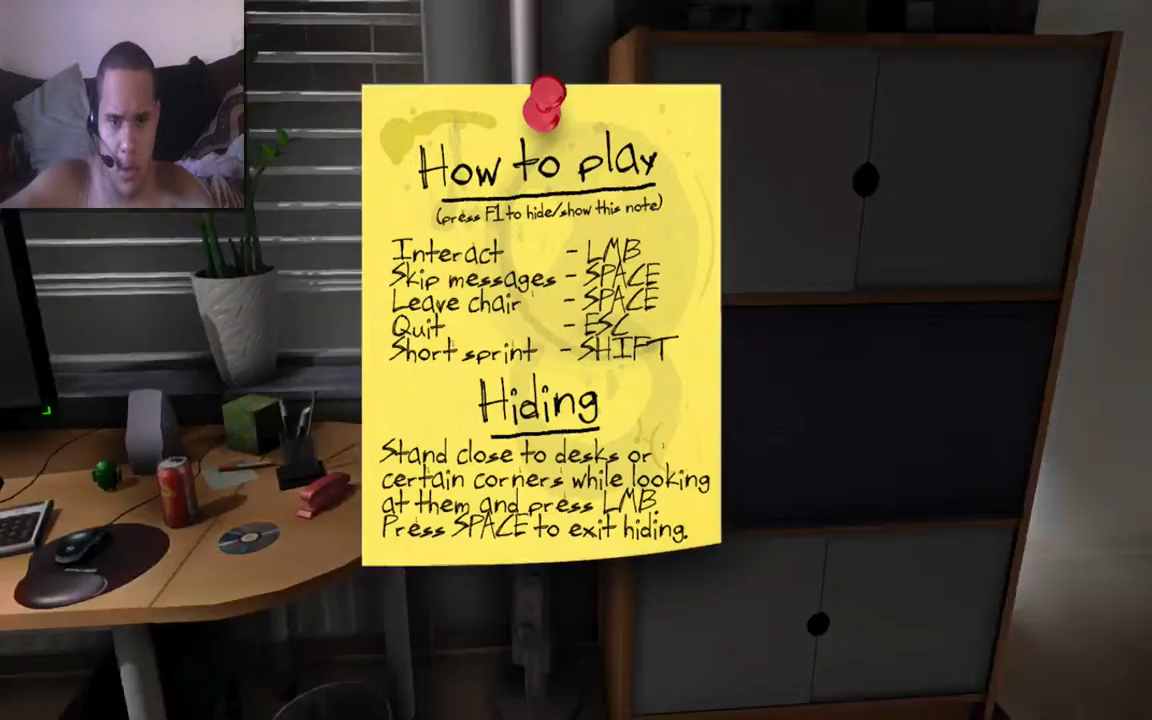 How to play
(press F1 to hide/show this note)
Interact - LMB
Skip messages - SPACE
Leave chair - SPACE
Quit - ESC
Short sprint - SHIFT
Hiding
Stand close to desks or
certain corners while looking
at them and press LMB.
Press SPACE to exit hiding.